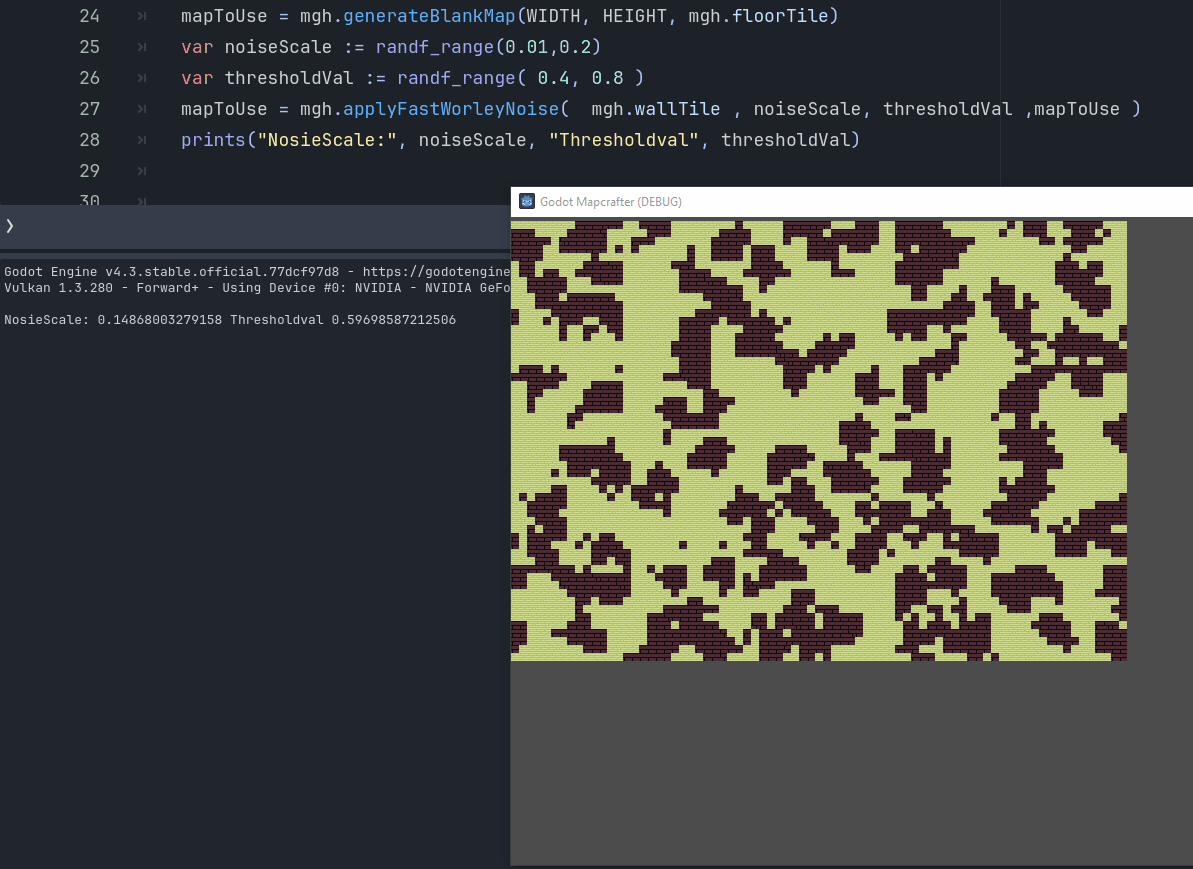 24 mapToUse = mgh.generateBlankMap(WIDTH, HEIGHT, mgh.floorTile)
25 var noiseScale := randf_range(0.01,0.2)
26 var thresholdVal := randf_range( 0.4, 0.8 )
27 mapToUse = mgh.applyFastWorleyNoise(  mgh.wallTile , noiseScale, thresholdVal ,mapToUse )
28 prints("NosieScale:", noiseScale, "Thresholdval", thresholdVal)
29
30
Godot Mapcrafter (DEBUG)
Godot Engine v4.3.stable.official.77dcf97d8 - https://godotengine
Vulkan 1.3.280 - Forward+ - Using Device #0: NVIDIA - NVIDIA GeFo
NosieScale: 0.14868003279158 Thresholdval 0.59698587212506